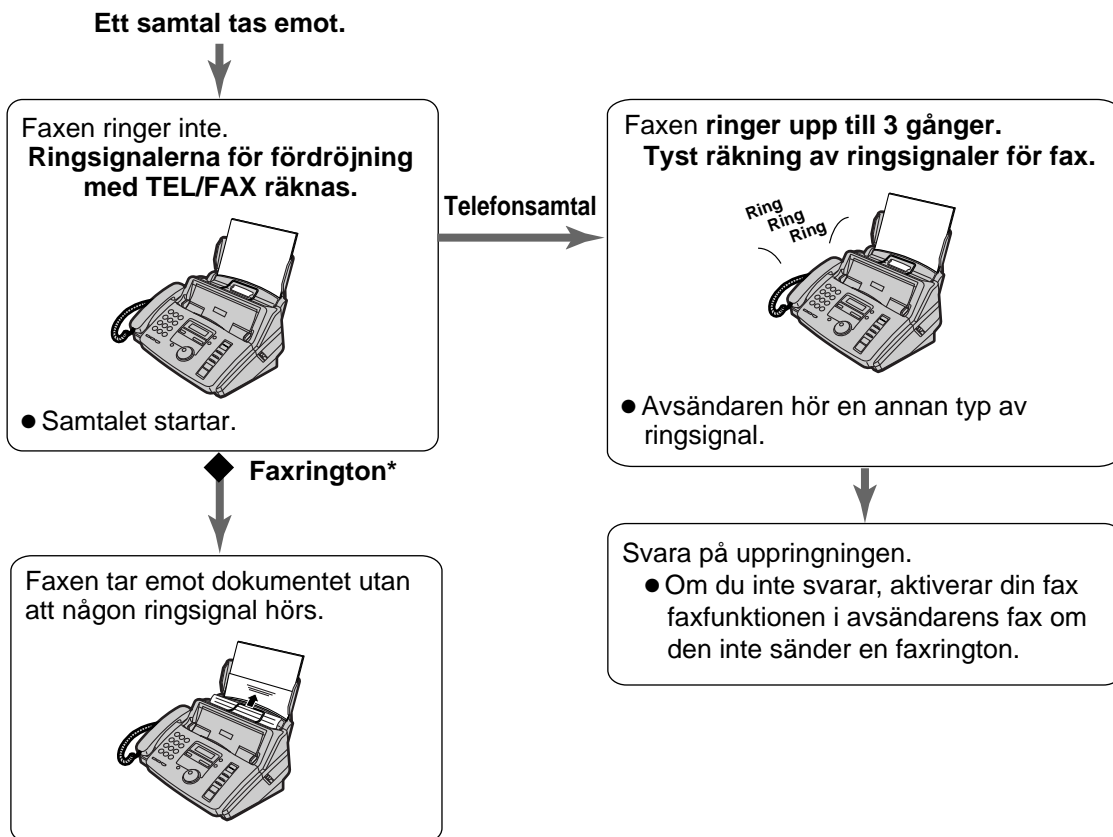 Ett samtal tas emot.
Faxen ringer inte.
Ringsignalerna för fördröjning
med TEL/FAX räknas.
● Samtalet startar.
Telefonsamtal
Faxen ringer upp till 3 gånger.
Tyst räkning av ringsignaler för fax.
Ring
Ring
Ring
● Avsändaren hör en annan typ av
ringsignal.
Faxrington*
Faxen tar emot dokumentet utan
att någon ringsignal hörs.
Svara på uppringningen.
● Om du inte svarar, aktiverar din fax
faxfunktionen i avsändarens fax om
den inte sänder en faxrington.